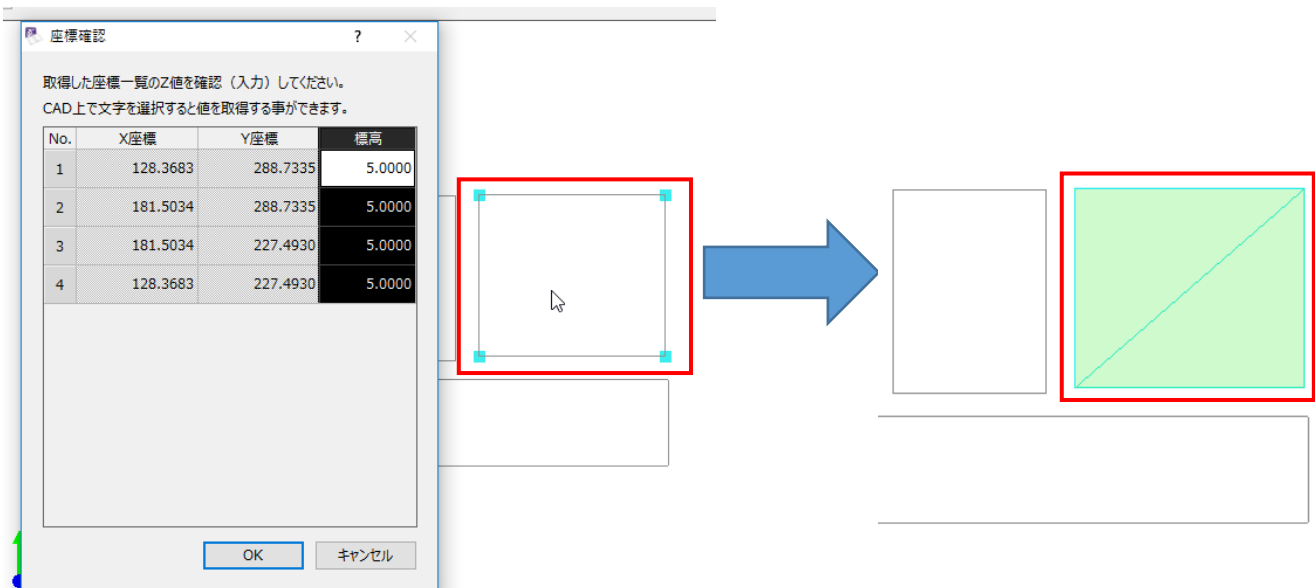 座標確認 ?
取得した座標一覧のZ値を確認（入力）してください。
CAD上で文字を選択すると値を取得する事ができます。
No. X座標 Y座標 標高
1 128.3683 288.7335 5.0000
2 181.5034 288.7335 5.0000
3 181.5034 227.4930 5.0000
4 128.3683 227.4930 5.0000
OK キャンセル